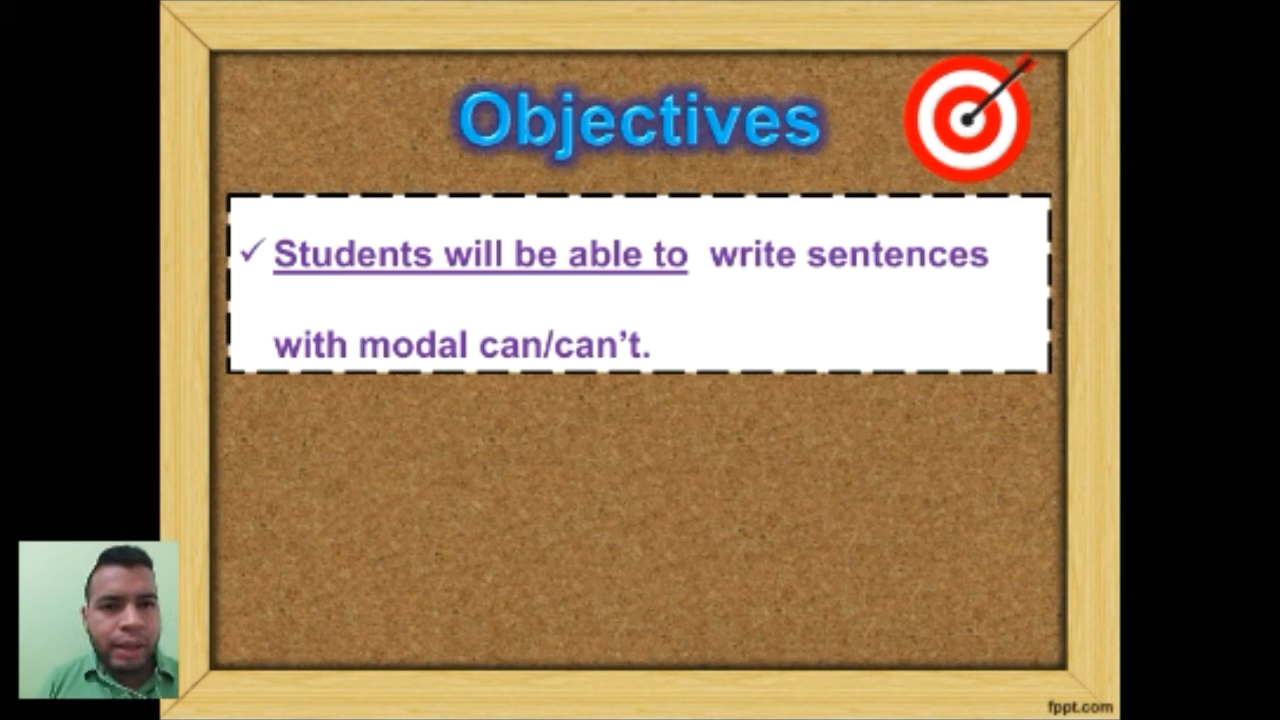 Objectives
✓ Students will be able to write sentences
with modal can/can’t.
fppt.com